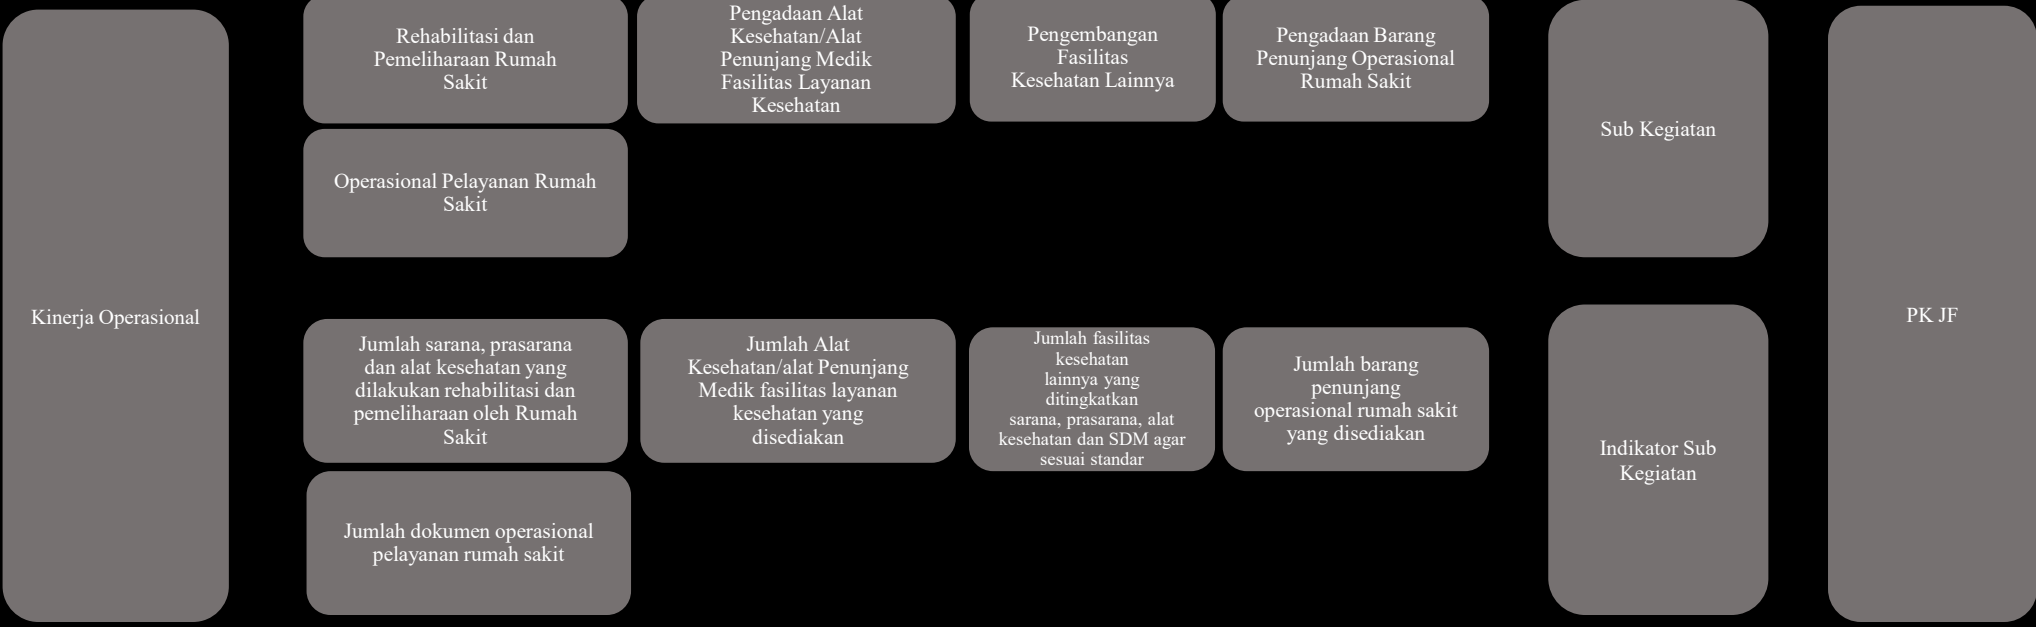 Kinerja Operasional
Rehabilitasi dan
Pemeliharaan Rumah
Sakit
Pengadaan Alat
Kesehatan/Alat
Penunjang Medik
Fasilitas Layanan
Kesehatan
Pengembangan
Fasilitas
Kesehatan Lainnya
Pengadaan Barang
Penunjang Operasional
Rumah Sakit
Operasional Pelayanan Rumah
Sakit
Sub Kegiatan
Jumlah sarana, prasarana
dan alat kesehatan yang
dilakukan rehabilitasi dan
pemeliharaan oleh Rumah
Sakit
Jumlah Alat
Kesehatan/alat Penunjang
Medik fasilitas layanan
kesehatan yang
disediakan
Jumlah fasilitas
kesehatan
lainnya yang
ditingkatkan
sarana, prasarana, alat
kesehatan dan SDM agar
sesuai standar
Jumlah barang
penunjang
operasional rumah sakit
yang disediakan
Jumlah dokumen operasional
pelayanan rumah sakit
Indikator Sub
Kegiatan
PK JF